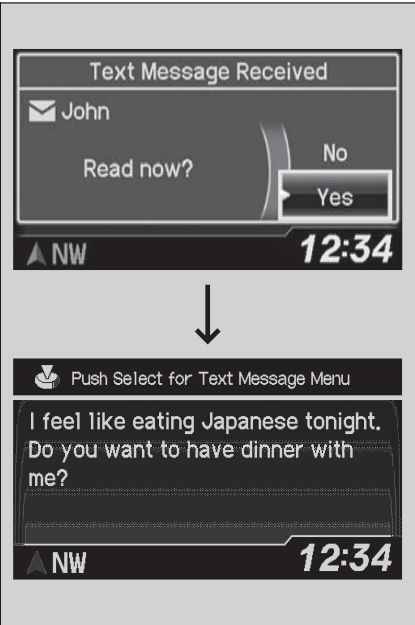 Text Message Received
John
Read now?
No
Yes
NW
12:34
Push Select for Text Message Menu
I feel like eating Japanese tonight.
Do you want to have dinner with
me?
NW
12:34